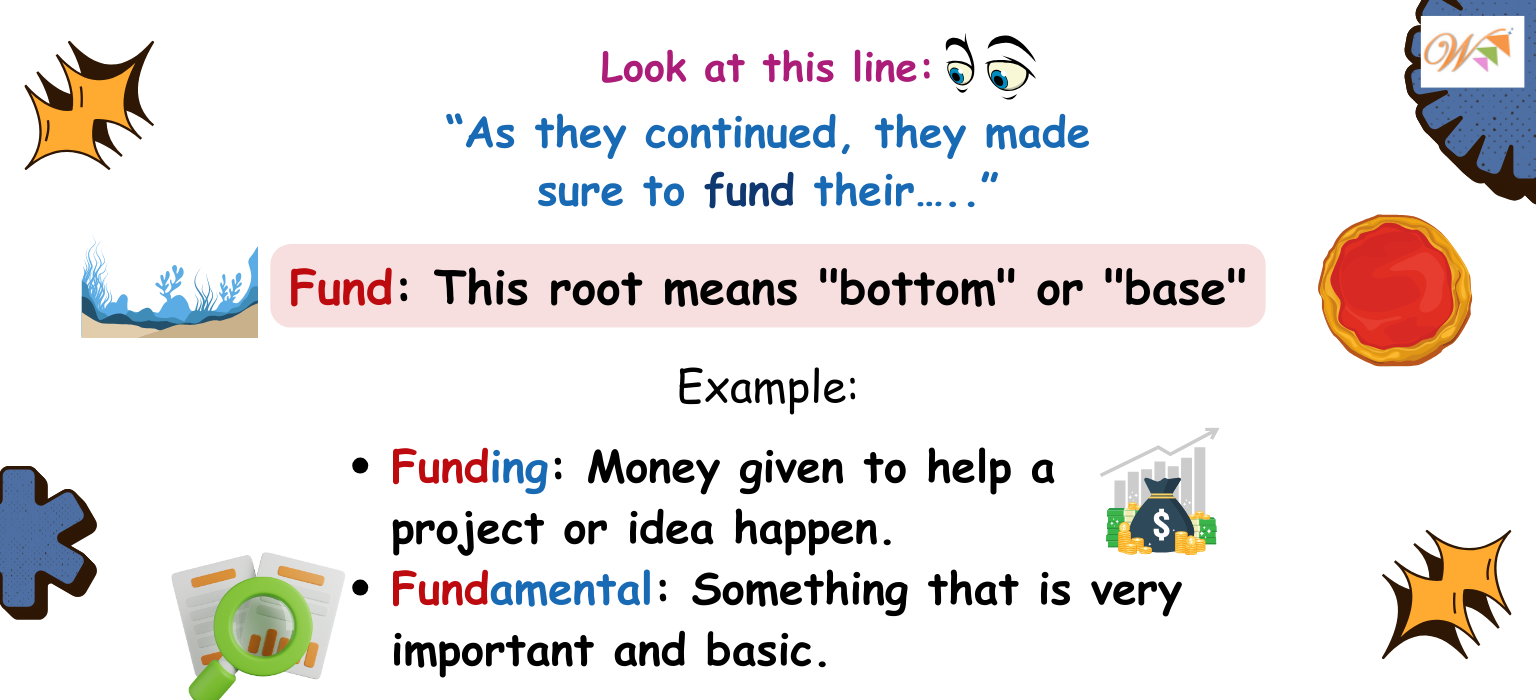 Look at this line:
“As they continued, they made
sure to fund their…..”
Fund: This root means "bottom" or "base"
Example:
• Funding: Money given to help a
project or idea happen.
• Fundamental: Something that is very
important and basic.
W
$